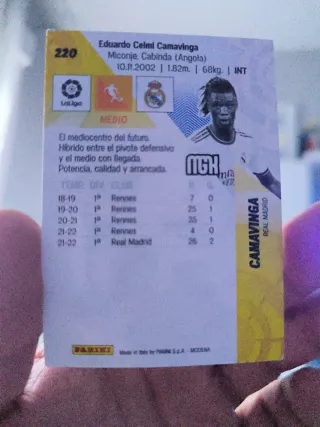 220
Eduardo Celmi Camavinga
Miconje, Cabinda (Angola)
10.11.2002 | 1.82m. | 68kg. | INT
LaLiga
MEDIO
El mediocentro del futuro.
Híbrido entre el pivote defensivo
y el medio con llegada.
Potencia, calidad y arrancada.
MGK
TEMP. DIV. CLUB
18-19 1ª Rennes 7 0
19-20 1ª Rennes 25 1
20-21 1ª Rennes 35 1
21-22 1ª Rennes 4 0
21-22 1ª Real Madrid 26 2
CAMAVINGA
REAL MADRID
PANINI
Made in Italy by PANINI S.p.A. - MODENA